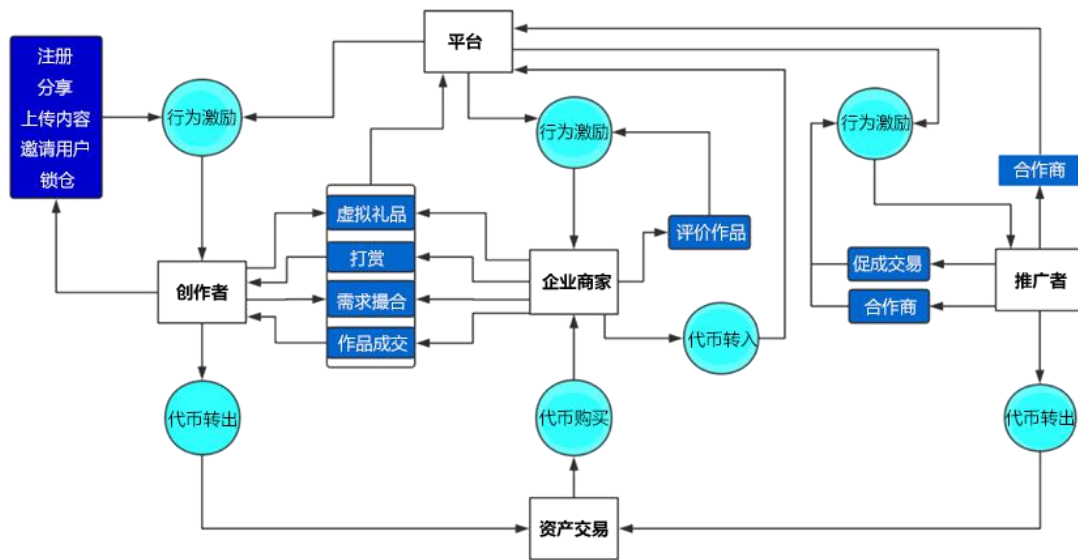 平台
注册
分享
上传内容
邀请用户
锁仓
行为激励
行为激励
行为激励
合作商
虚拟礼品
打赏
需求撮合
作品成交
评价作品
创作者
企业商家
促成交易
合作商
推广者
代币转入
代币转出
代币购买
代币转出
资产交易